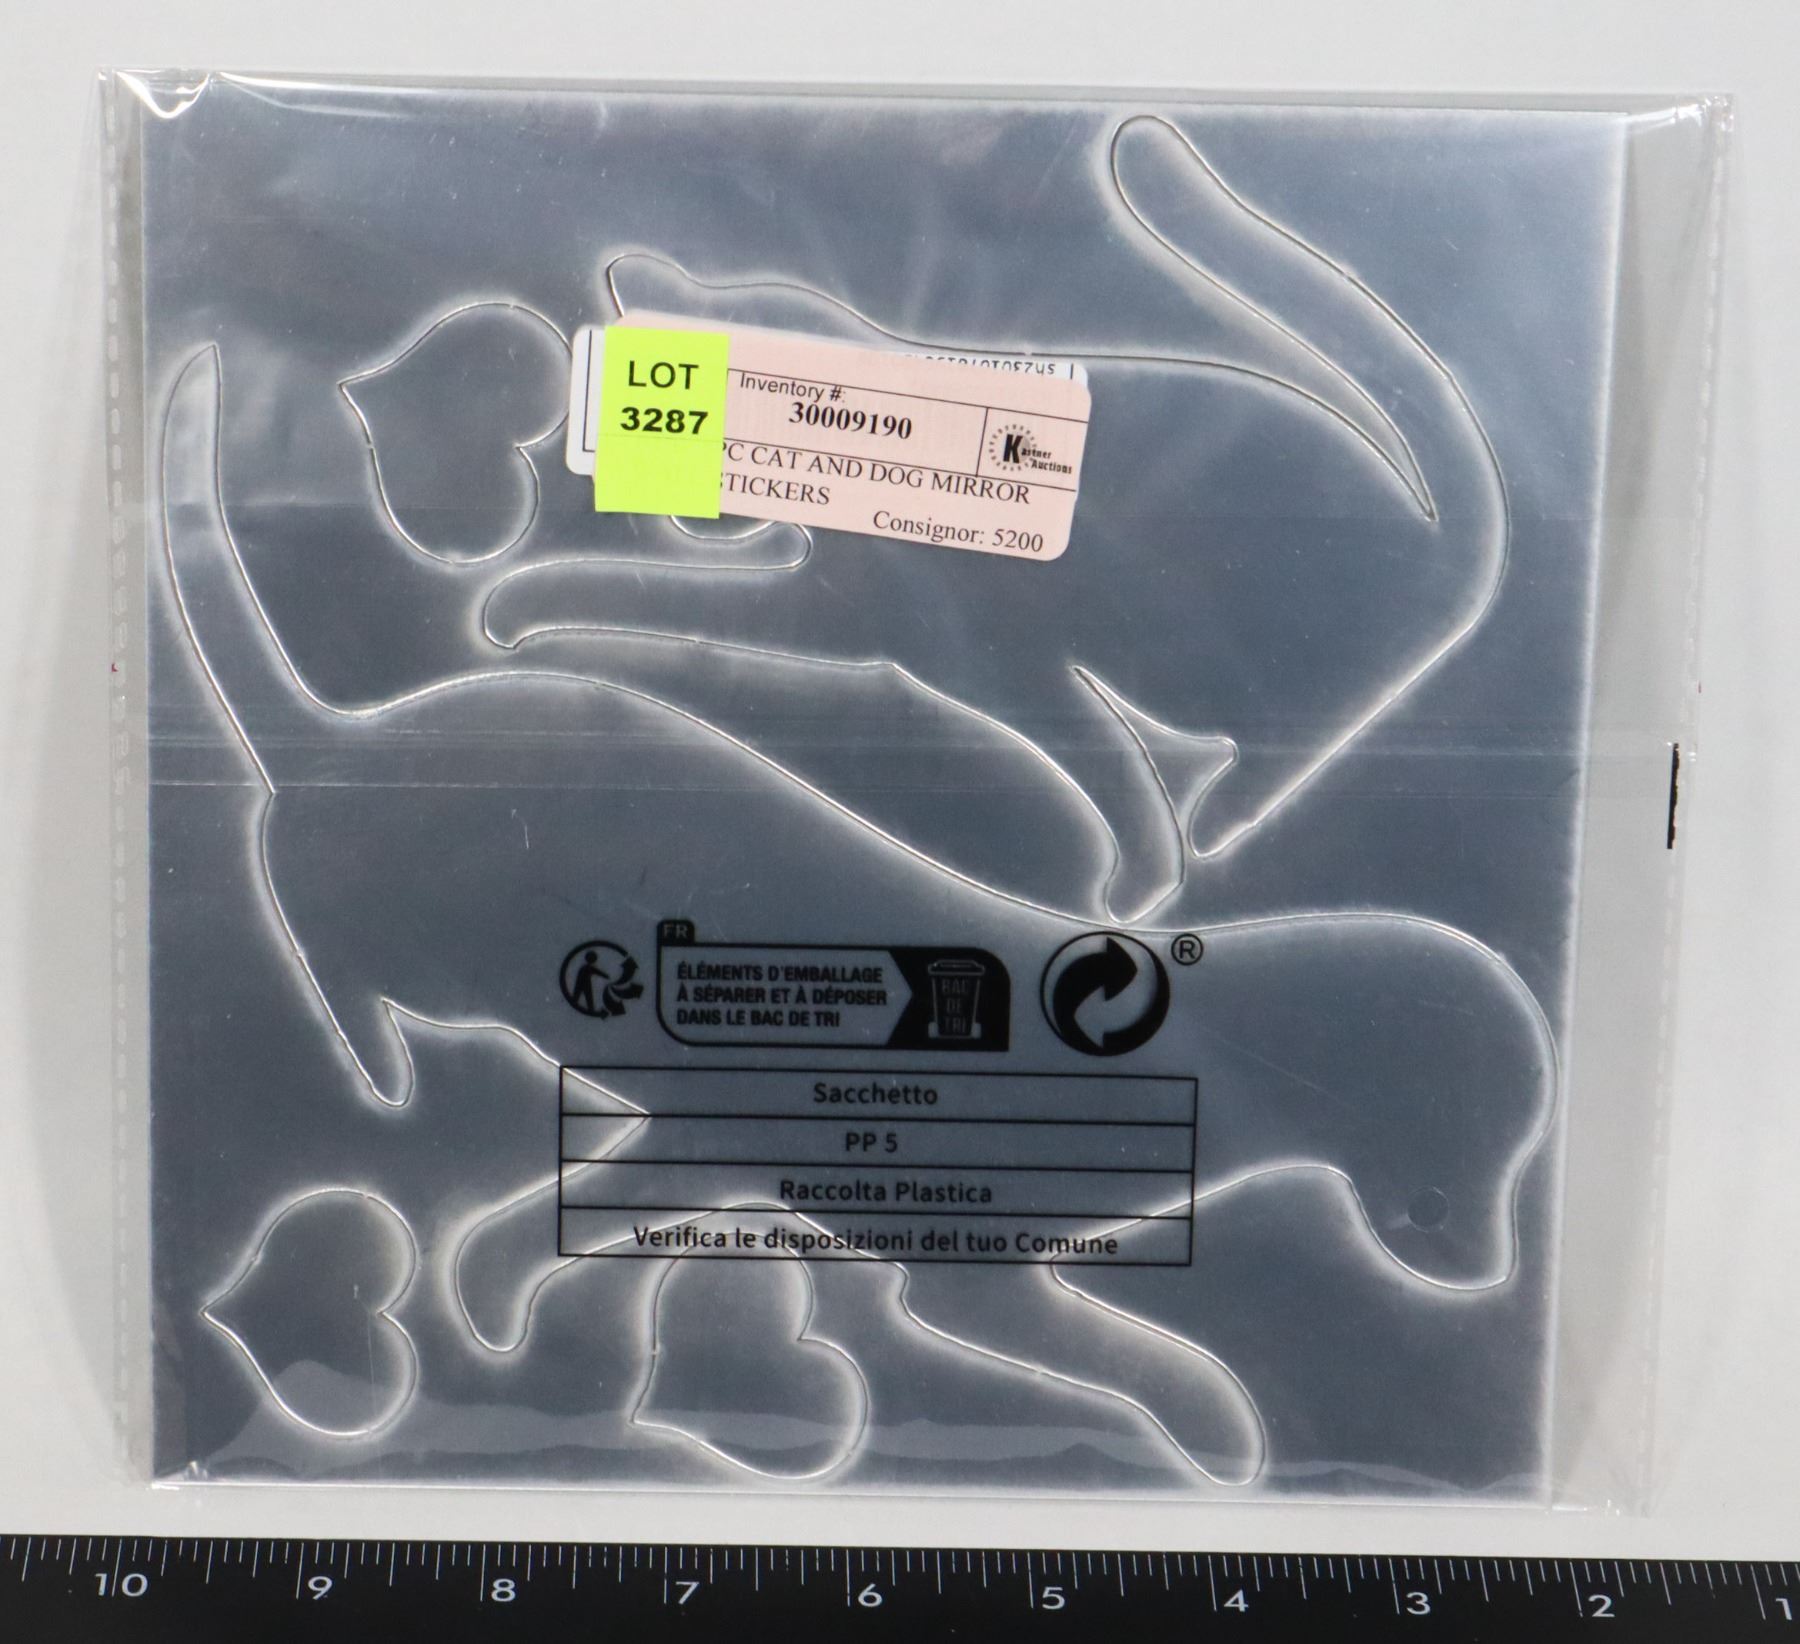 LOT
3287
Inventory #:
30009190
Kastner
Auctions
PC CAT AND DOG MIRROR
STICKERS
Consignor: 5200
FR
ÉLÉMENTS D'EMBALLAGE
À SÉPARER ET À DÉPOSER
DANS LE BAC DE TRI
BAC
DE
TRI
®
Sacchetto
PP 5
Raccolta Plastica
Verifica le disposizioni del tuo Comune
10 9 8 7 6 5 4 3 2 1